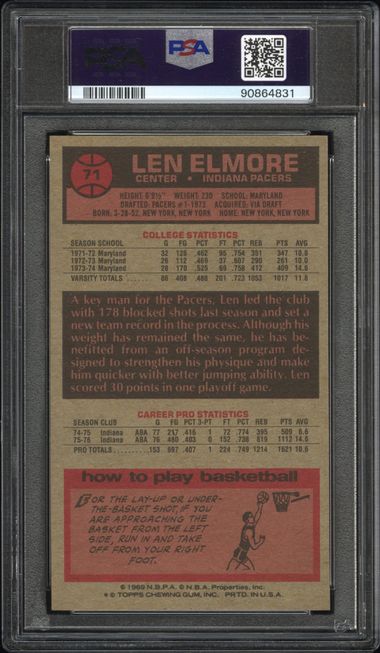 PSA
90864831
71
LEN ELMORE
CENTER • INDIANA PACERS
HEIGHT: 6'8½" WEIGHT: 230 SCHOOL: MARYLAND
DRAFTED: PACERS #1-1973 ACQUIRED: VIA DRAFT
BORN: 3-28-52, NEW YORK, NEW YORK HOME: NEW YORK, NEW YORK
COLLEGE STATISTICS
SEASON SCHOOL G FG PCT FT PCT REB PTS AVG
1971-72 Maryland 32 126 .462 95 .754 351 347 10.8
1972-73 Maryland 26 112 .469 37 .607 290 261 10.0
1973-74 Maryland 28 170 .525 69 .758 412 409 14.6
VARSITY TOTALS 86 408 .488 201 .723 1053 1017 11.8
A key man for the Pacers, Len led the club
with 178 blocked shots last season and set a
new team record in the process. Although his
weight has remained the same, he has be-
nefitted from an off-season program de-
signed to strengthen his physique and make
him quicker with better jumping ability. Len
scored 30 points in one playoff game.
CAREER PRO STATISTICS
SEASON CLUB G FG PCT 3-PT FT PCT REB PTS AVG
74-75 Indiana ABA 77 217 .416 1 72 .774 395 509 6.6
75-76 Indiana ABA 76 480 .403 0 152 .738 819 1112 14.6
PRO TOTALS 153 697 .407 1 224 .749 1214 1621 10.6
how to play basketball
FOR THE LAY-UP OR UNDER-
THE-BASKET SHOT, IF YOU
ARE APPROACHING THE
BASKET FROM THE LEFT
SIDE, RUN IN AND TAKE
OFF FROM YOUR RIGHT
FOOT.
© 1969 N.B.P.A. © N.B.A. Properties, Inc.
* © TOPPS CHEWING GUM, INC. PRTD. IN U.S.A.